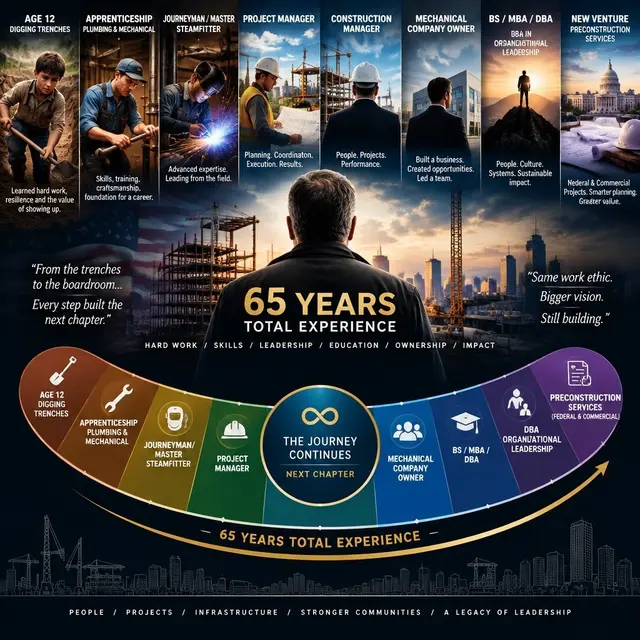 AGE 12
DIGGING TRENCHES
Learned hard work,
resilience and the value
of showing up.
APPRENTICESHIP
PLUMBING & MECHANICAL
Skills, training,
craftsmanship,
foundation for a career.
JOURNEYMAN / MASTER
STEAMFITTER
Advanced expertise.
Leading from the field.
PROJECT MANAGER
Planning. Coordinaton.
Execution. Results.
CONSTRUCTION
MANAGER
People. Projects.
Performance.
MECHANICAL
COMPANY OWNER
Built a business.
Created opportunities.
Led a team.
BS / MBA / DBA
DBA IN
ORGANIZATIONAL
LEADERSHIP
People. Culture.
Systems. Sustainable
impact.
NEW VENTURE
PRECONSTRUCTION
SERVICES
Nederal & Commercial
Projects. Smarter planning.
Greater value.
"From the trenches
to the boardroom...
Every step built the
next chapter."
"Same work ethic.
Bigger vision.
Still building."
65 YEARS
TOTAL EXPERIENCE
HARD WORK / SKILLS / LEADERSHIP / EDUCATION / OWNERSHIP / IMPACT
AGE 12
DIGGING
TRENCHES
APPRENTICESHIP
PLUMBING &
MECHANICAL
JOURNEYMAN/
MASTER
STEAMFITTER
PROJECT
MANAGER
THE JOURNEY
CONTINUES
NEXT CHAPTER
MECHANICAL
COMPANY
OWNER
BS / MBA /
DBA
DBA
ORGANIZATIONAL
LEADERSHIP
PRECONSTRUCTION
SERVICES
(FEDERAL & COMMERCIAL)
— 65 YEARS TOTAL EXPERIENCE —
PEOPLE / PROJECTS / INFRASTRUCTURE / STRONGER COMMUNITIES / A LEGACY OF LEADERSHIP